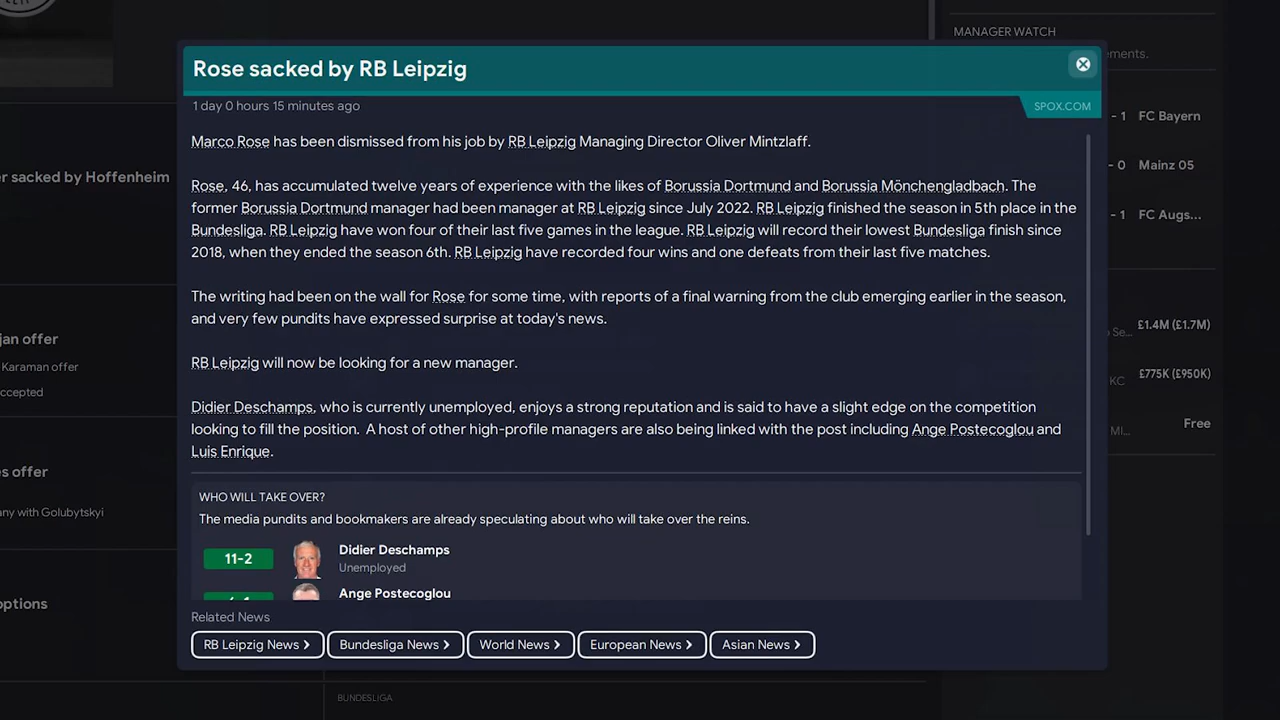 MANAGER WATCH
Rose sacked by RB Leipzig
ements.
1 day 0 hours 15 minutes ago
SPOX.COM
- 1 FC Bayern
Marco Rose has been dismissed from his job by RB Leipzig Managing Director Oliver Mintzlaff.
- 0 Mainz 05
er sacked by Hoffenheim
Rose, 46, has accumulated twelve years of experience with the likes of Borussia Dortmund and Borussia Mönchengladbach. The
former Borussia Dortmund manager had been manager at RB Leipzig since July 2022. RB Leipzig finished the season in 5th place in the
- 1 FC Augs...
Bundesliga. RB Leipzig have won four of their last five games in the league. RB Leipzig will record their lowest Bundesliga finish since
2018, when they ended the season 6th. RB Leipzig have recorded four wins and one defeats from their last five matches.
The writing had been on the wall for Rose for some time, with reports of a final warning from the club emerging earlier in the season,
and very few pundits have expressed surprise at today's news.
o Se... £1.4M (£1.7M)
jan offer
Karaman offer
RB Leipzig will now be looking for a new manager.
KC £775K (£950K)
ccepted
Didier Deschamps, who is currently unemployed, enjoys a strong reputation and is said to have a slight edge on the competition
looking to fill the position. A host of other high-profile managers are also being linked with the post including Ange Postecoglou and
Luis Enrique.
MI... Free
es offer
any with Golubytskyi
WHO WILL TAKE OVER?
The media pundits and bookmakers are already speculating about who will take over the reins.
11-2 Didier Deschamps
Unemployed
Ange Postecoglou
options
Related News
RB Leipzig News
Bundesliga News
World News
European News
Asian News
BUNDESLIGA